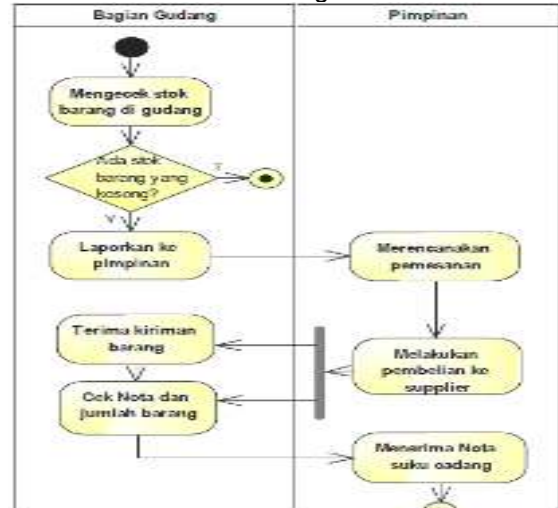 Bagian Gudang
Pimpinan
Mengecek stok
barang di gudang
Ada stok
barang yang
kosong?
Y
Laporkan ke
pimpinan
Merencanakan
pemesanan
Terima kiriman
barang
Melakukan
pembelian ke
supplier
Cek Nota dan
jumlah barang
Menerima Nota
suku cadang